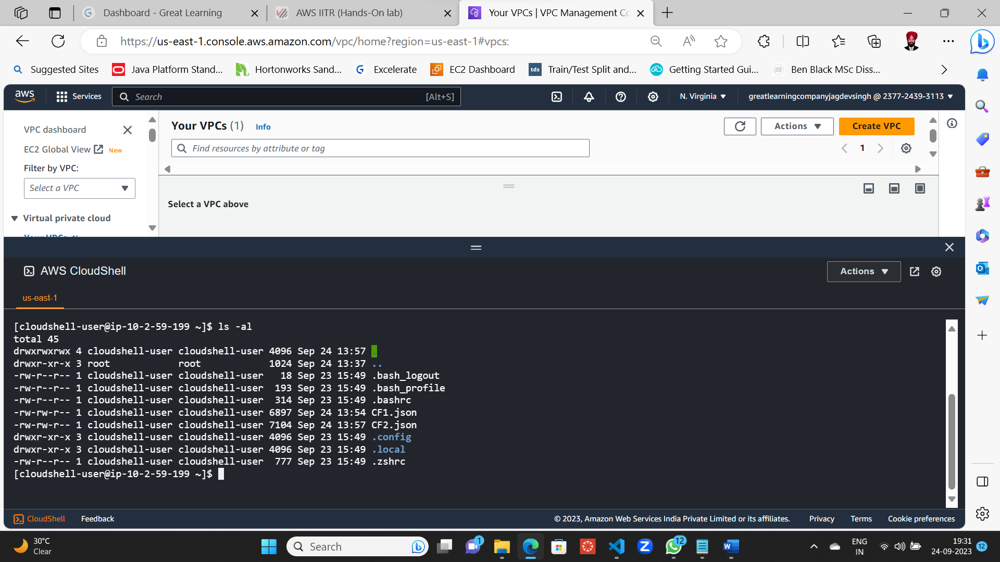 Dashboard - Great Learning
AWS IITR (Hands-On lab)
Your VPCs | VPC Management Co
https://us-east-1.console.aws.amazon.com/vpc/home?region=us-east-1#vpcs:
Suggested Sites
Java Platform Stand...
Hortonworks Sand...
Excelerate
EC2 Dashboard
tds
Train/Test Split and...
Getting Started Gui...
Ben Black MSc Diss...
aws
Services
Search
[Alt+S]
N. Virginia
greatlearningcompanyjagdevsingh @ 2377-2439-3113
VPC dashboard
EC2 Global View
New
Filter by VPC:
Select a VPC
Virtual private cloud
Your VPCs
Your VPCs (1)
Info
Actions
Create VPC
Find resources by attribute or tag
1
Select a VPC above
AWS CloudShell
Actions
us-east-1
[cloudshell-user@ip-10-2-59-199 ~]$ ls -al
total 45
drwxrwxrwx 4 cloudshell-user cloudshell-user 4096 Sep 24 13:57 .
drwxr-xr-x 3 root            root            1024 Sep 24 13:37 ..
-rw-r--r-- 1 cloudshell-user cloudshell-user   18 Sep 23 15:49 .bash_logout
-rw-r--r-- 1 cloudshell-user cloudshell-user  193 Sep 23 15:49 .bash_profile
-rw-r--r-- 1 cloudshell-user cloudshell-user  314 Sep 23 15:49 .bashrc
-rw-rw-r-- 1 cloudshell-user cloudshell-user 6897 Sep 24 13:54 CF1.json
-rw-rw-r-- 1 cloudshell-user cloudshell-user 7104 Sep 24 13:57 CF2.json
drwxr-xr-x 3 cloudshell-user cloudshell-user 4096 Sep 23 15:49 .config
drwxr-xr-x 3 cloudshell-user cloudshell-user 4096 Sep 23 15:49 .local
-rw-r--r-- 1 cloudshell-user cloudshell-user  777 Sep 23 15:49 .zshrc
[cloudshell-user@ip-10-2-59-199 ~]$
CloudShell
Feedback
© 2023, Amazon Web Services India Private Limited or its affiliates.
Privacy
Terms
Cookie preferences
30°C
Clear
Search
1
12
ENG
IN
19:31
24-09-2023
12